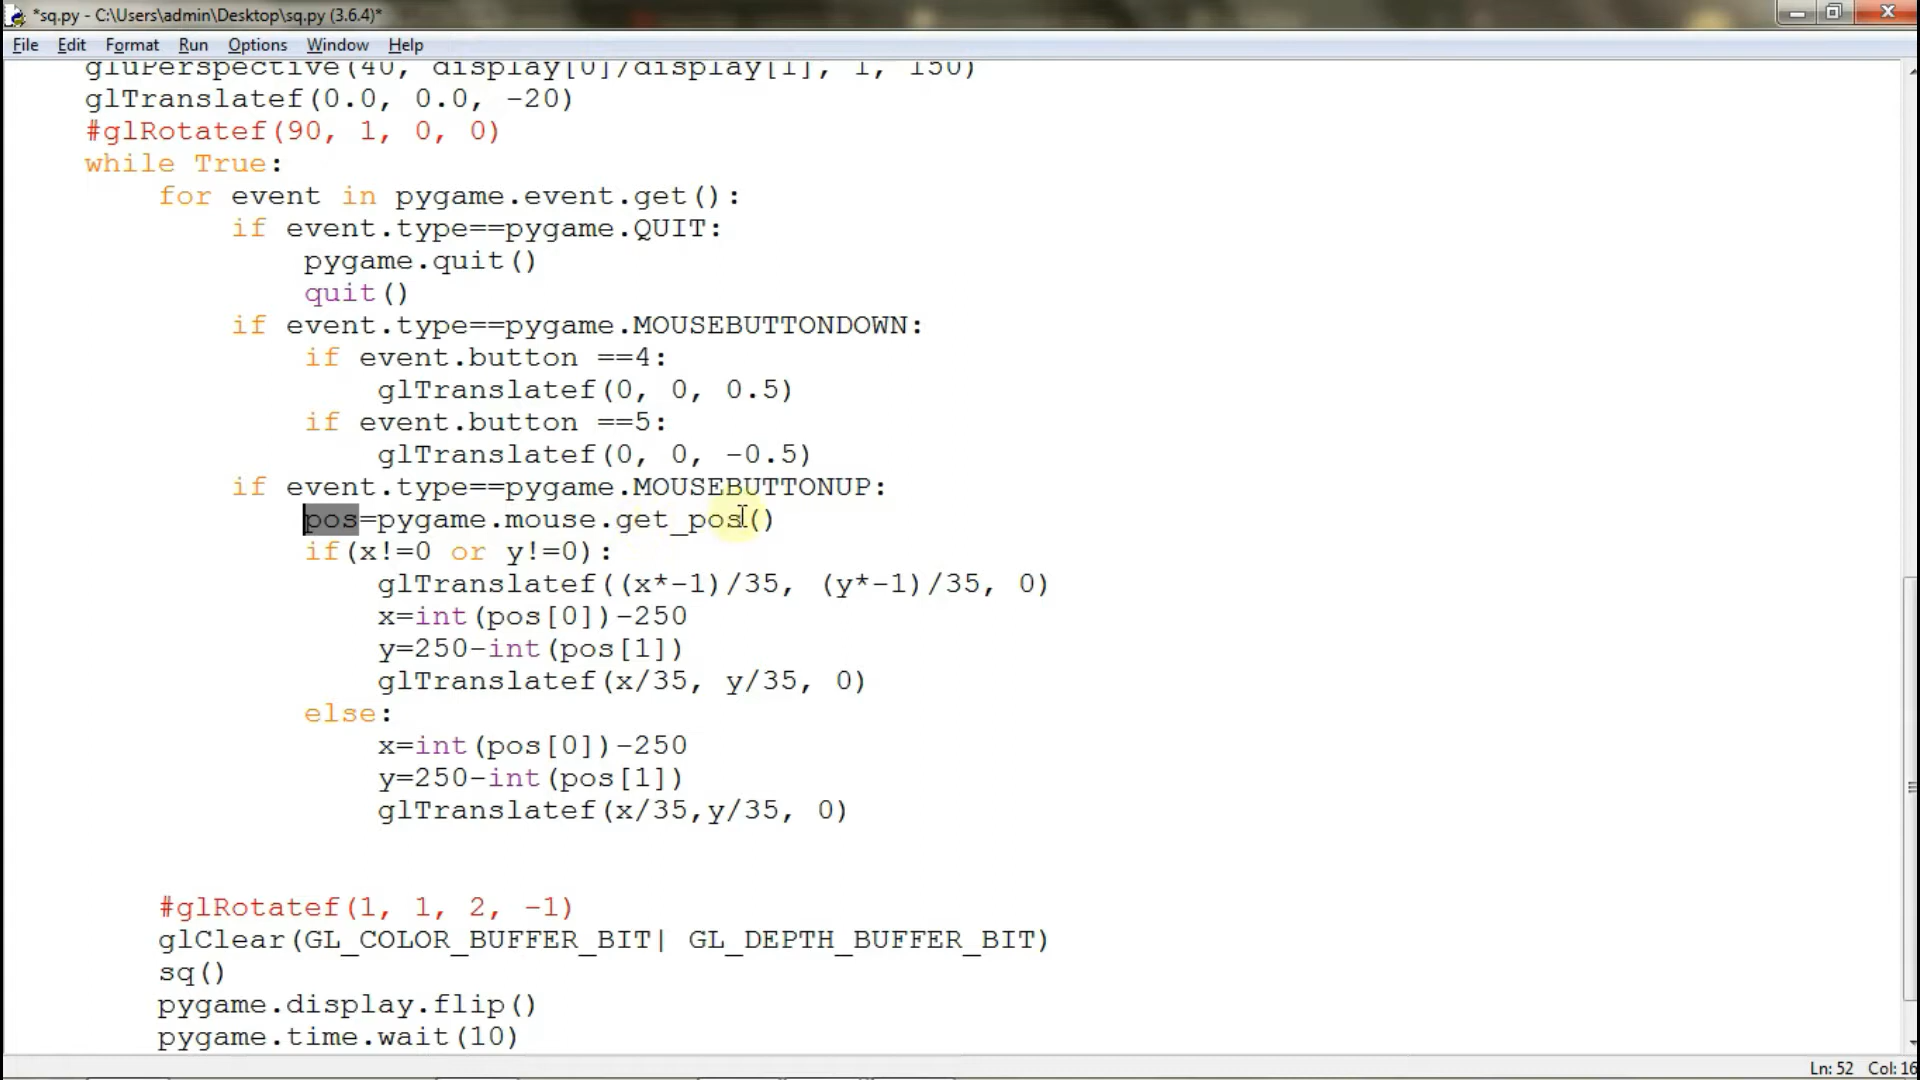 *sq.py - C:\Users\admin\Desktop\sq.py (3.6.4)*
File Edit Format Run Options Window Help
gluPerspective(40, display[0]/display[1], 1, 150)
glTranslatef(0.0, 0.0, -20)
#glRotatef(90, 1, 0, 0)
while True:
for event in pygame.event.get():
if event.type==pygame.QUIT:
pygame.quit()
quit()
if event.type==pygame.MOUSEBUTTONDOWN:
if event.button ==4:
glTranslatef(0, 0, 0.5)
if event.button ==5:
glTranslatef(0, 0, -0.5)
if event.type==pygame.MOUSEBUTTONUP:
pos=pygame.mouse.get_pos()
if(x!=0 or y!=0):
glTranslatef((x*-1)/35, (y*-1)/35, 0)
x=int(pos[0])-250
y=250-int(pos[1])
glTranslatef(x/35, y/35, 0)
else:
x=int(pos[0])-250
y=250-int(pos[1])
glTranslatef(x/35,y/35, 0)
#glRotatef(1, 1, 2, -1)
glClear(GL_COLOR_BUFFER_BIT| GL_DEPTH_BUFFER_BIT)
sq()
pygame.display.flip()
pygame.time.wait(10)
Ln: 52 Col: 16